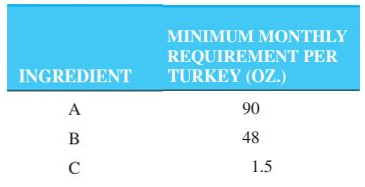 INGREDIENT MINIMUM MONTHLY
REQUIREMENT PER
TURKEY (OZ.)
A 90
B 48
C 1.5